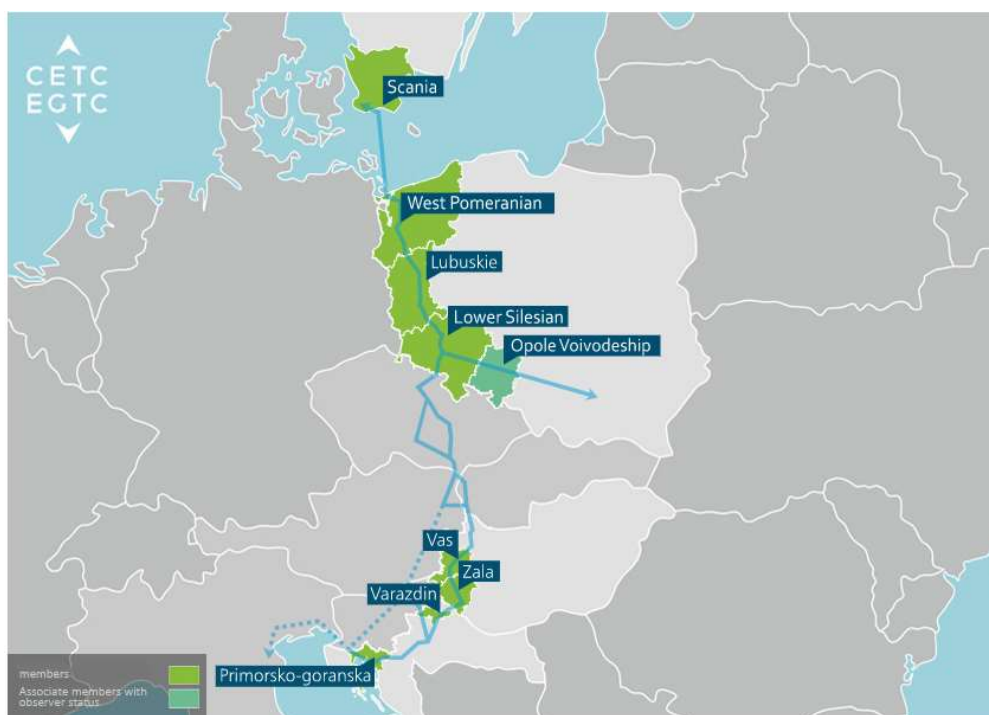 CETC
EGTC
Scania
West Pomeranian
Lubuskie
Lower Silesian
Opole Voivodeship
Vas
Zala
Varazdin
Primorsko-goranska
members
Associate members with
observer status